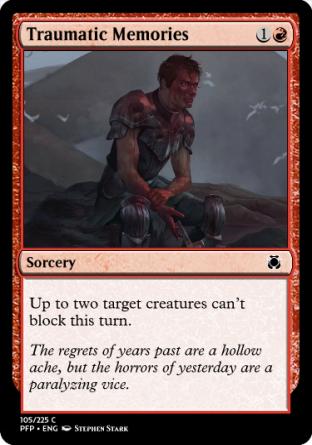 Traumatic Memories 1
Sorcery
Up to two target creatures can't
block this turn.
The regrets of years past are a hollow
ache, but the horrors of yesterday are a
paralyzing vice.
105/225 C
PFP • ENG Stephen Stark